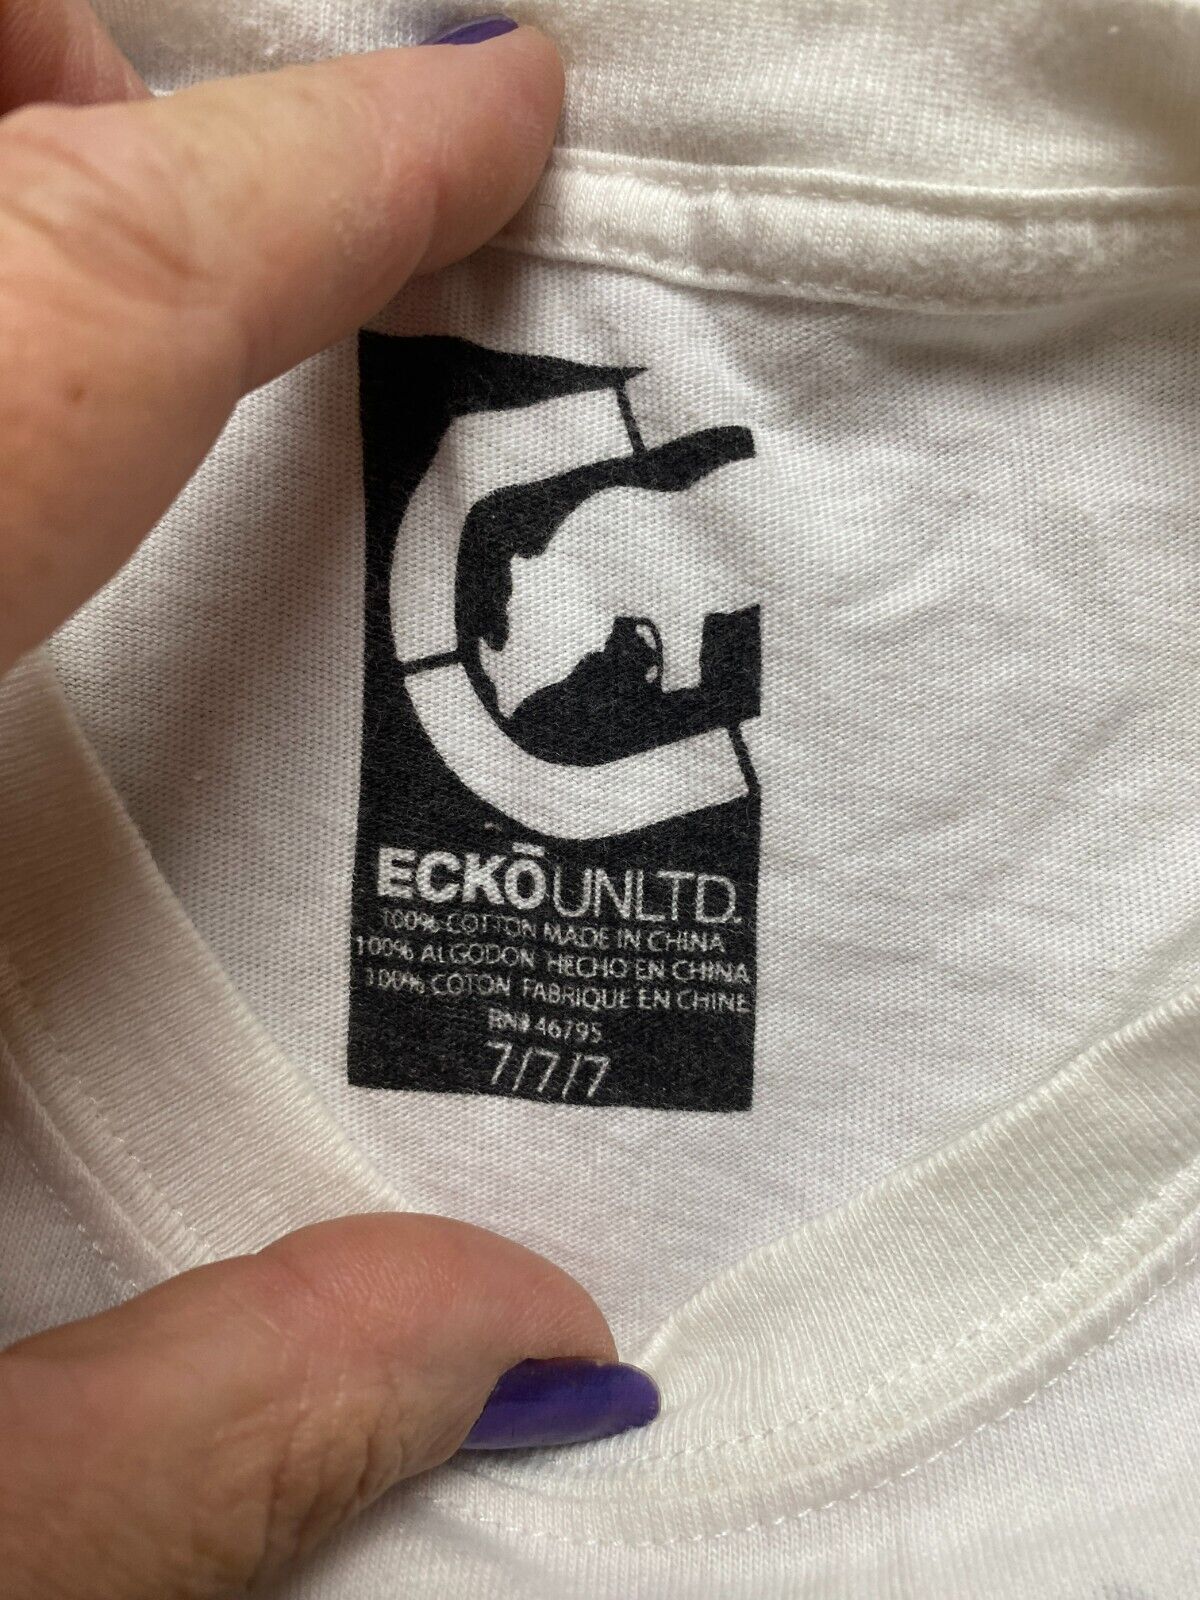 ECKŌUNLTD.
100% COTTON MADE IN CHINA
100% ALGODON HECHO EN CHINA
100% COTON FABRIQUE EN CHINE
RN# 46795
7/7/7